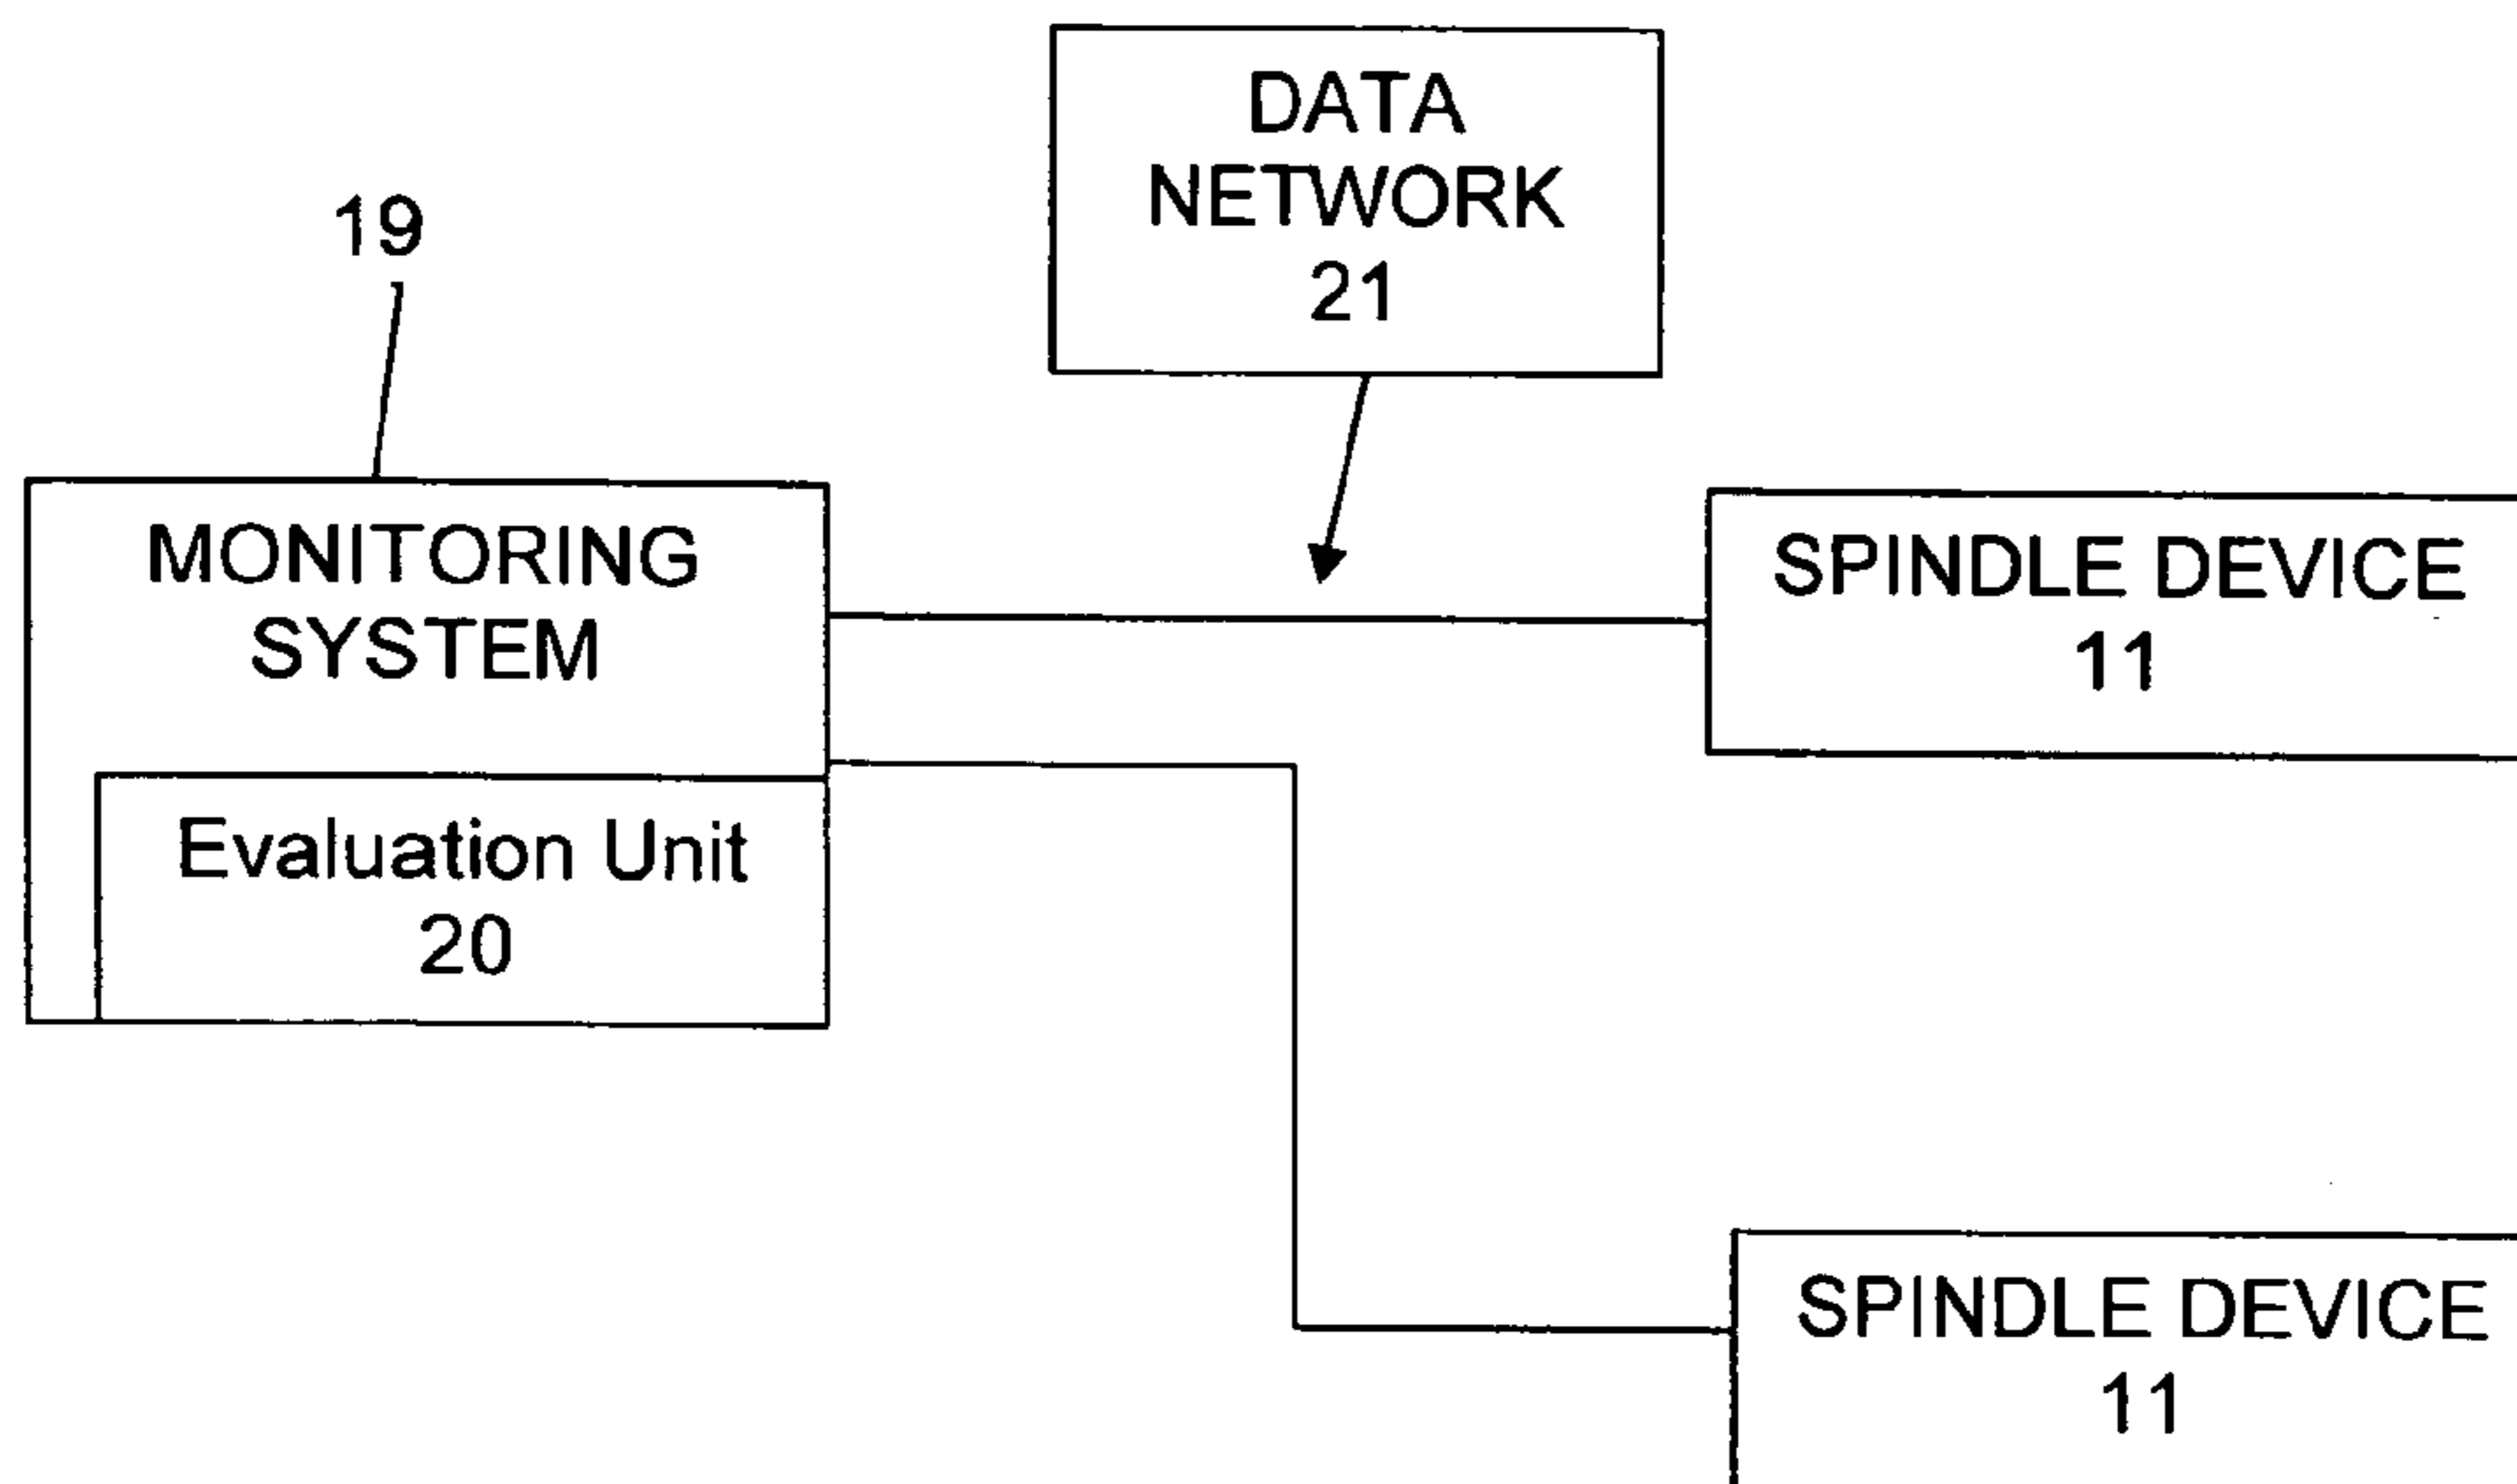 DATA
NETWORK
21
19
MONITORING
SYSTEM
Evaluation Unit
20
SPINDLE DEVICE
11
SPINDLE DEVICE
11